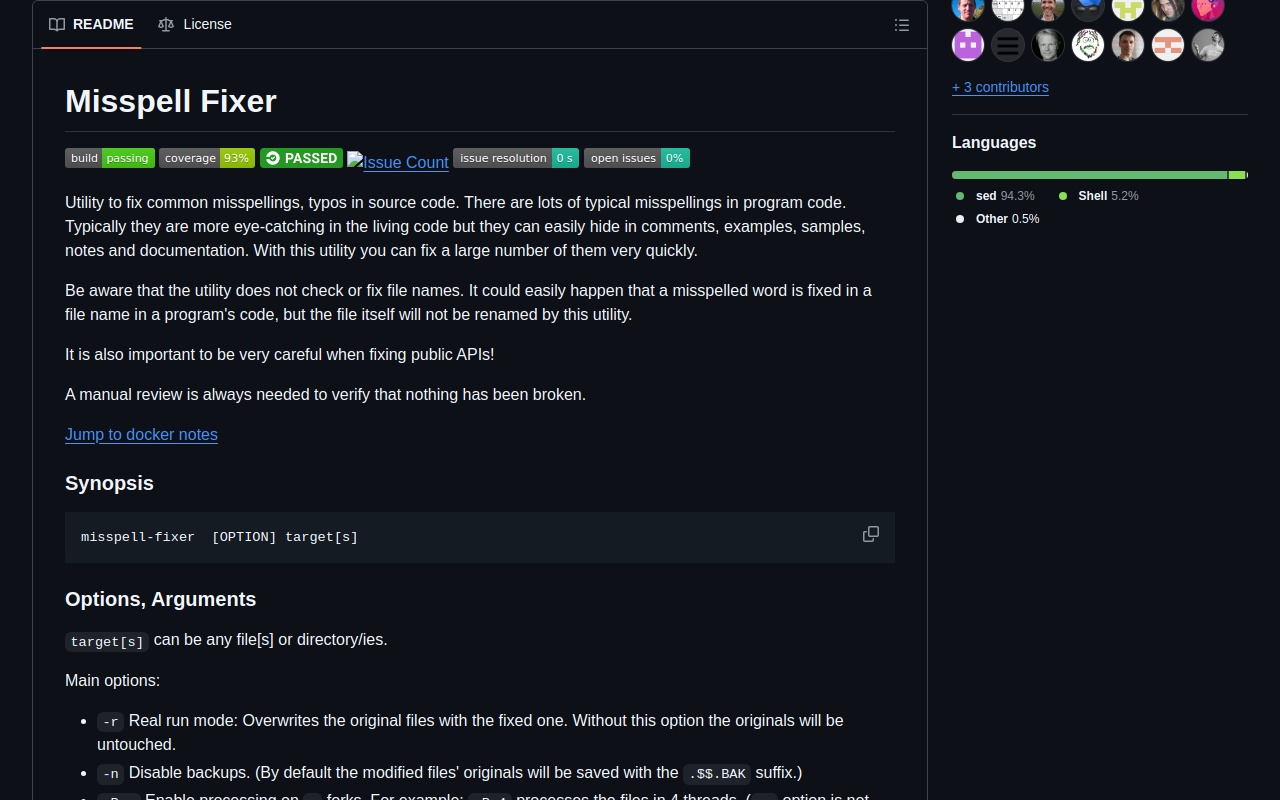 README
License
Misspell Fixer
build passing coverage 93% PASSED Issue Count issue resolution 0 s open issues 0%
Utility to fix common misspellings, typos in source code. There are lots of typical misspellings in program code.
Typically they are more eye-catching in the living code but they can easily hide in comments, examples, samples,
notes and documentation. With this utility you can fix a large number of them very quickly.
Be aware that the utility does not check or fix file names. It could easily happen that a misspelled word is fixed in a
file name in a program's code, but the file itself will not be renamed by this utility.
It is also important to be very careful when fixing public APIs!
A manual review is always needed to verify that nothing has been broken.
Jump to docker notes
Synopsis
misspell-fixer  [OPTION] target[s]
Options, Arguments
target[s] can be any file[s] or directory/ies.
Main options:
-r Real run mode: Overwrites the original files with the fixed one. Without this option the originals will be
untouched.
-n Disable backups. (By default the modified files' originals will be saved with the .$$.BAK suffix.)
Enable processing on forks. For example: processes the files in 4 threads. ( option is not
+ 3 contributors
Languages
sed 94.3%
Shell 5.2%
Other 0.5%